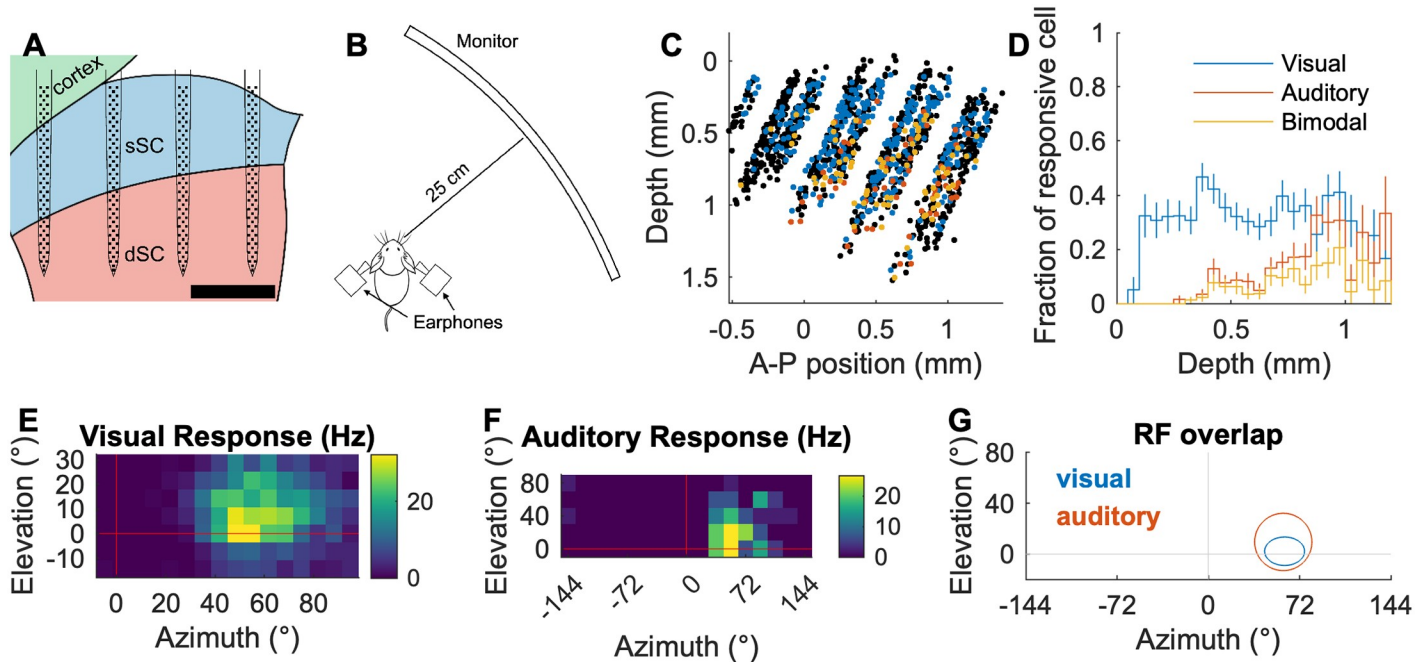 A
cortex
sSC
dSC
B
Monitor
25 cm
Earphones
C
0
0.5
1
1.5
Depth (mm)
-0.5
0
0.5
1
A-P position (mm)
D
1
0.8
0.6
0.4
0.2
0
Fraction of responsive cell
Visual
Auditory
Bimodal
0
0.5
1
Depth (mm)
E
Visual Response (Hz)
30
20
10
0
-10
Elevation (°)
0
20
40
60
80
Azimuth (°)
20
0
F
Auditory Response (Hz)
80
40
0
Elevation (°)
-144
-72
0
72
144
Azimuth (°)
20
10
0
G
RF overlap
visual
auditory
80
40
0
Elevation (°)
-144
-72
0
72
144
Azimuth (°)